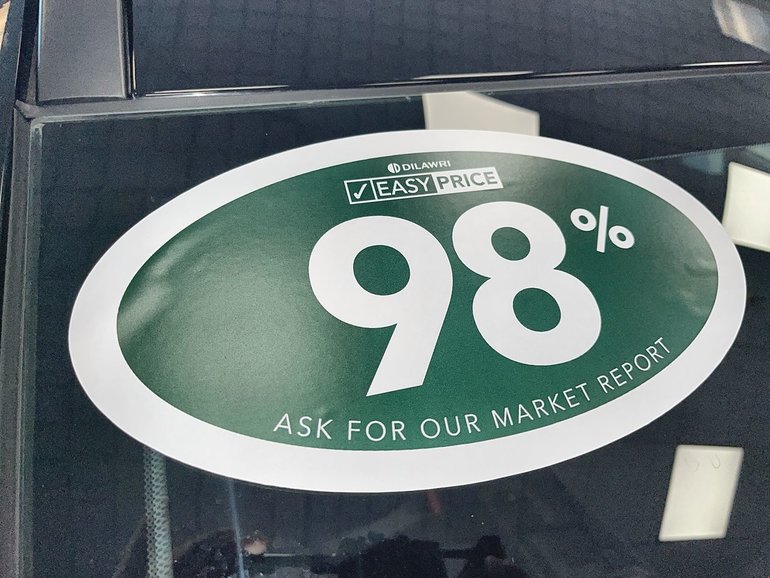 DILAWRI
✓ EASY PRICE
98%
ASK FOR OUR MARKET REPORT